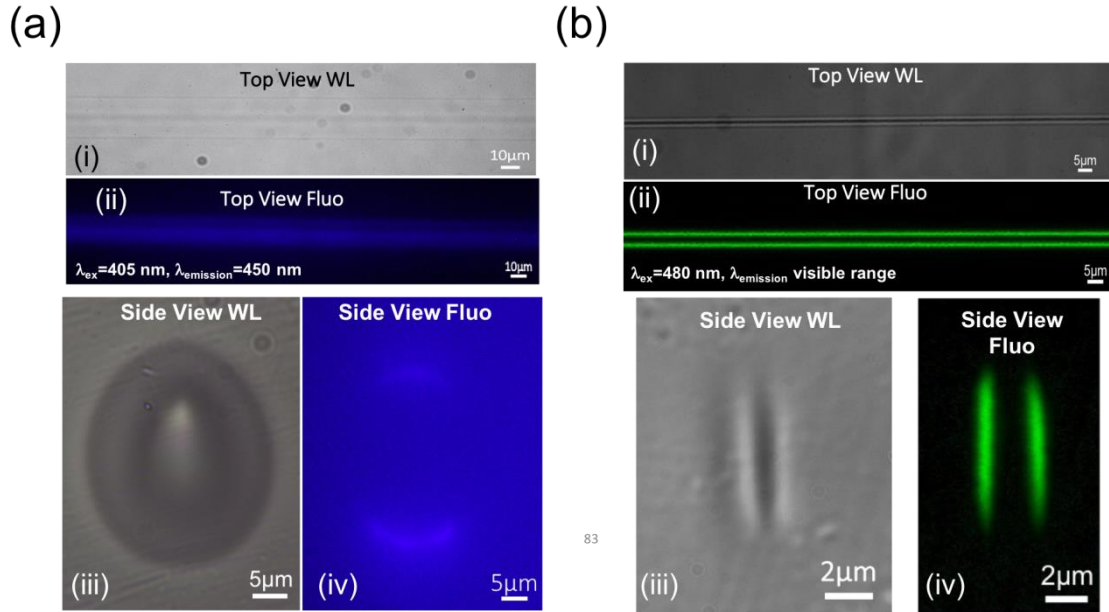 (a)
Top View WL
(i)
10µm
(ii)
Top View Fluo
λex=405 nm, λemission=450 nm
10µm
Side View WL
(iii)
5µm
Side View Fluo
(iv)
5µm
(b)
Top View WL
(i)
5µm
(ii)
Top View Fluo
λex=480 nm, λemission visible range
5µm
Side View WL
(iii)
2µm
Side View
Fluo
(iv)
2µm
83